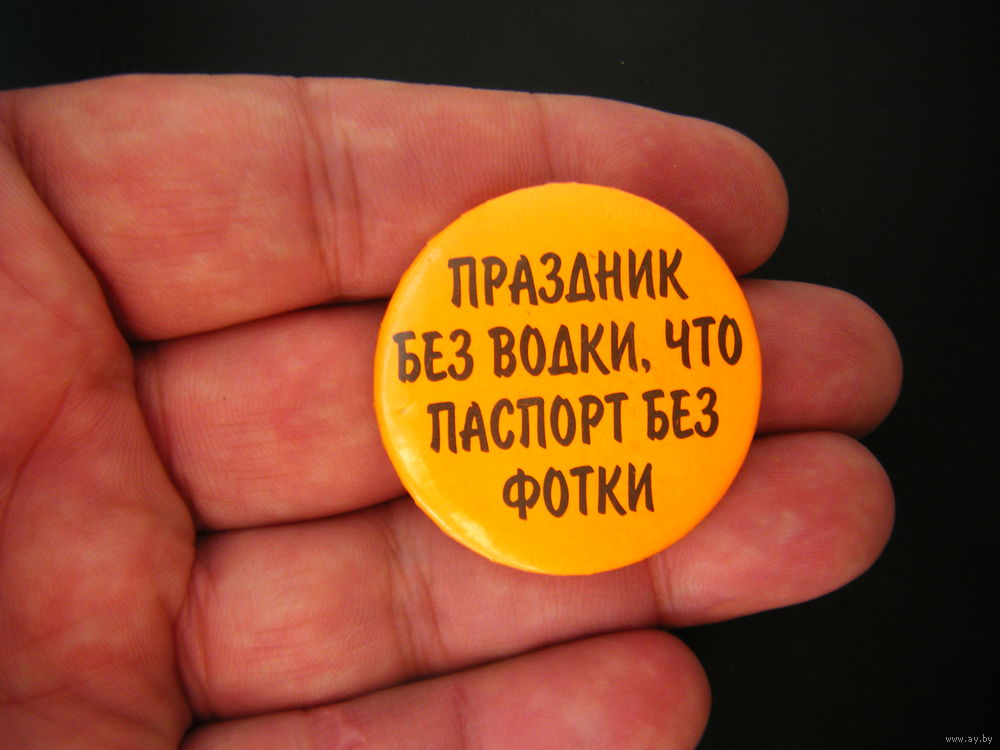 ПРАЗДНИК
БЕЗ ВОДКИ, ЧТО
ПАСПОРТ БЕЗ
ФОТКИ
www.ay.by